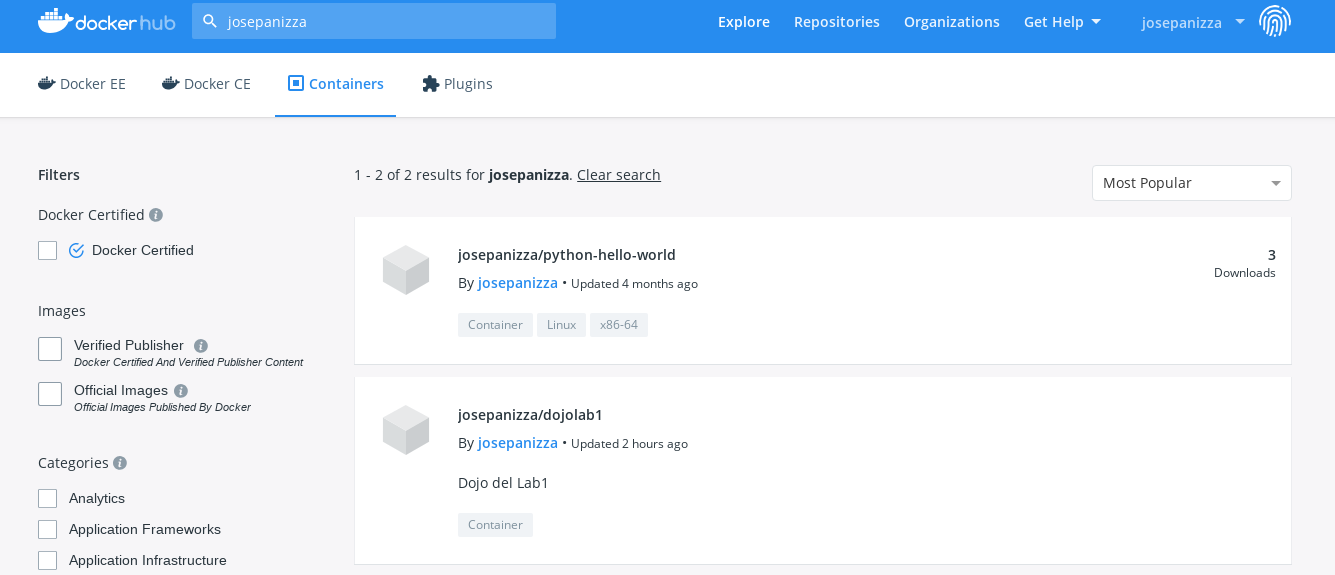 docker hub josepanizza Explore Repositories Organizations Get Help josepanizza
Docker EE Docker CE Containers Plugins
Filters
Docker Certified
Docker Certified
Images
Verified Publisher
Docker Certified And Verified Publisher Content
Official Images
Official Images Published By Docker
Categories
Analytics
Application Frameworks
Application Infrastructure
1 - 2 of 2 results for josepanizza. Clear search
Most Popular
josepanizza/python-hello-world
By josepanizza • Updated 4 months ago
Container Linux x86-64
3
Downloads
josepanizza/dojolab1
By josepanizza • Updated 2 hours ago
Dojo del Lab1
Container